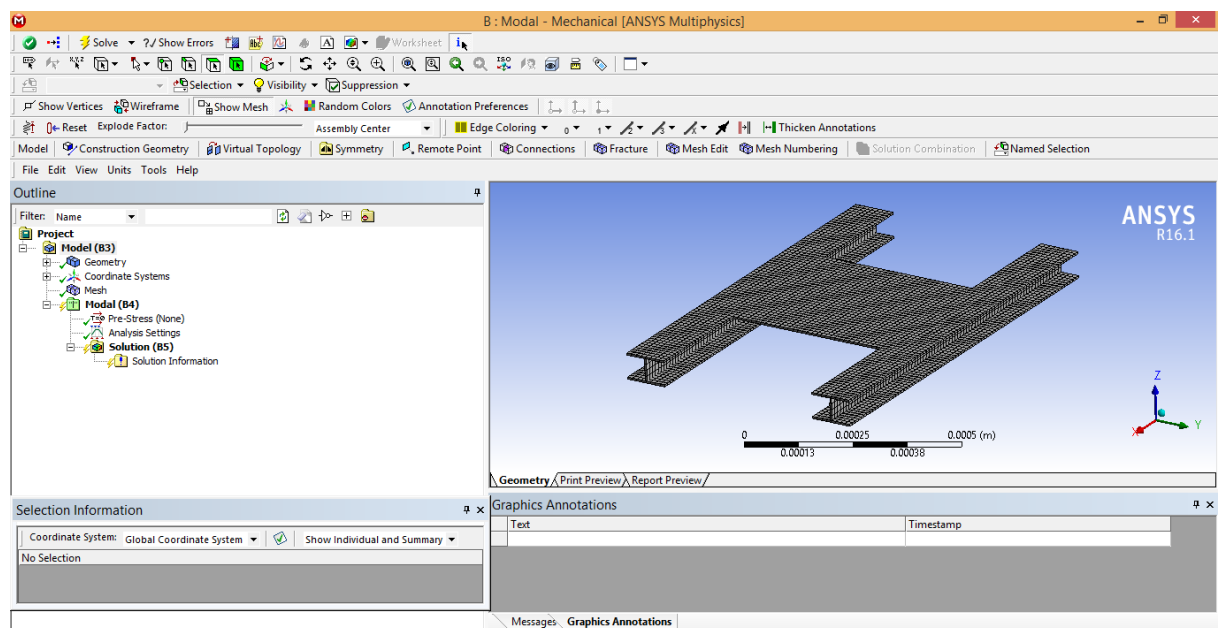 B : Modal - Mechanical [ANSYS Multiphysics]
Solve ?/ Show Errors Worksheet
Selection Visibility Suppression
Show Vertices Wireframe Show Mesh Random Colors Annotation Preferences
Reset Explode Factor: Assembly Center Edge Coloring Thicken Annotations
Model Construction Geometry Virtual Topology Symmetry Remote Point Connections Fracture Mesh Edit Mesh Numbering Solution Combination Named Selection
File Edit View Units Tools Help
Outline
Filter: Name
Project
Model (B3)
Geometry
Coordinate Systems
Mesh
Modal (B4)
Pre-Stress (None)
Analysis Settings
Solution (B5)
Solution Information
ANSYS
R16.1
Z
X
Y
0 0.00025 0.0005 (m)
0.00013 0.00038
Geometry Print Preview Report Preview
Selection Information
Coordinate System: Global Coordinate System Show Individual and Summary
No Selection
Graphics Annotations
Text Timestamp
Messages Graphics Annotations